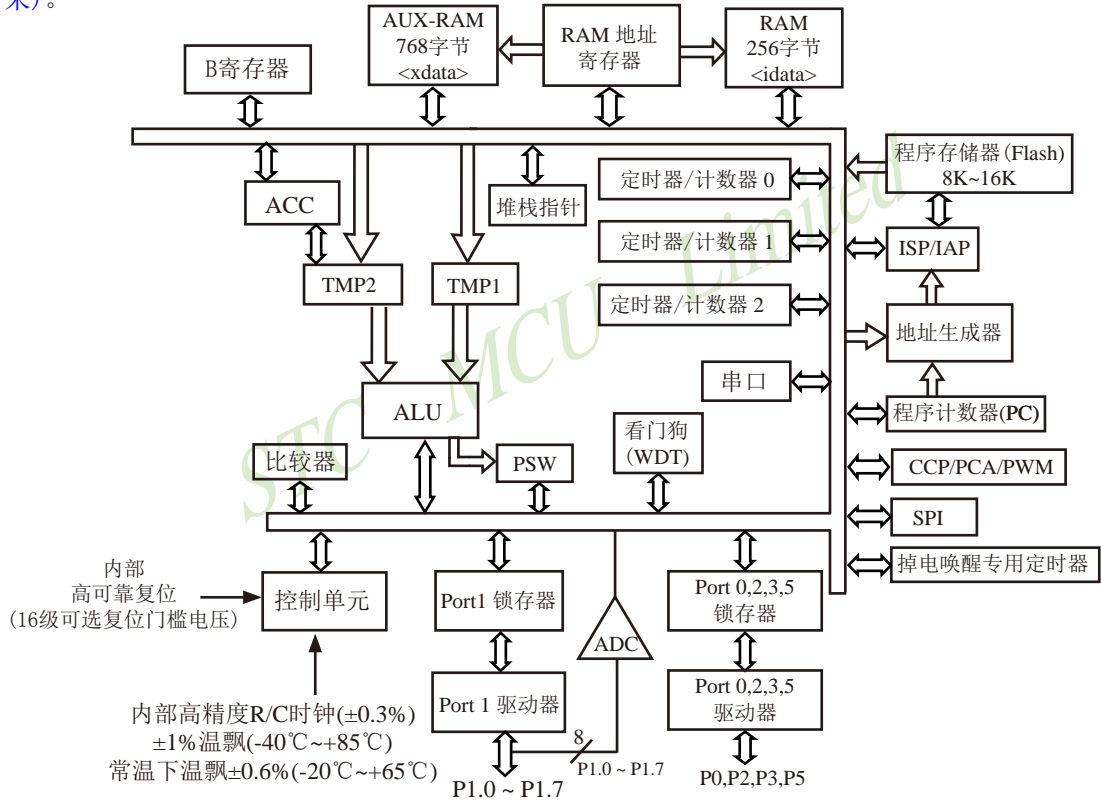 末)。
AUX-RAM
768字节
<xdata>
RAM 地址
寄存器
RAM
256字节
<idata>
B寄存器
程序存储器(Flash)
8K~16K
定时器/计数器 0
ACC
堆栈指针
定时器/计数器 1
ISP/IAP
TMP2
TMP1
定时器/计数器 2
地址生成器
串口
ALU
程序计数器(PC)
看门狗
(WDT)
比较器
PSW
CCP/PCA/PWM
SPI
掉电唤醒专用定时器
内部
高可靠复位
(16级可选复位门槛电压)
控制单元
Port1 锁存器
Port 0,2,3,5
锁存器
ADC
Port 1 驱动器
Port 0,2,3,5
驱动器
内部高精度R/C时钟(±0.3%)
±1%温飘(-40℃~+85℃)
常温下温飘±0.6%(-20℃~+65℃)
8
P1.0 ~ P1.7
P1.0 ~ P1.7
P0,P2,P3,P5
STC MCU Limited